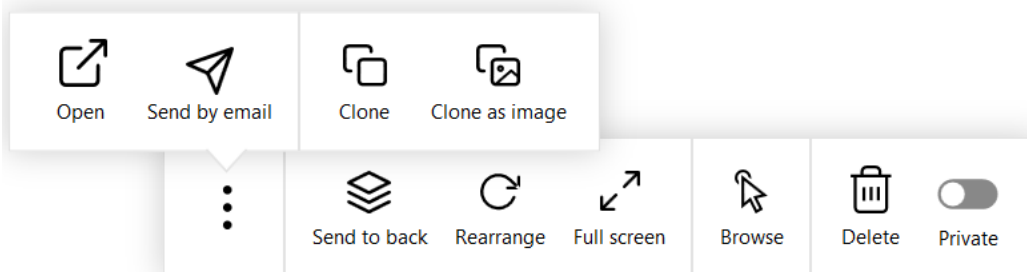 Open
Send by email
Clone
Clone as image
Send to back
Rearrange
Full screen
Browse
Delete
Private